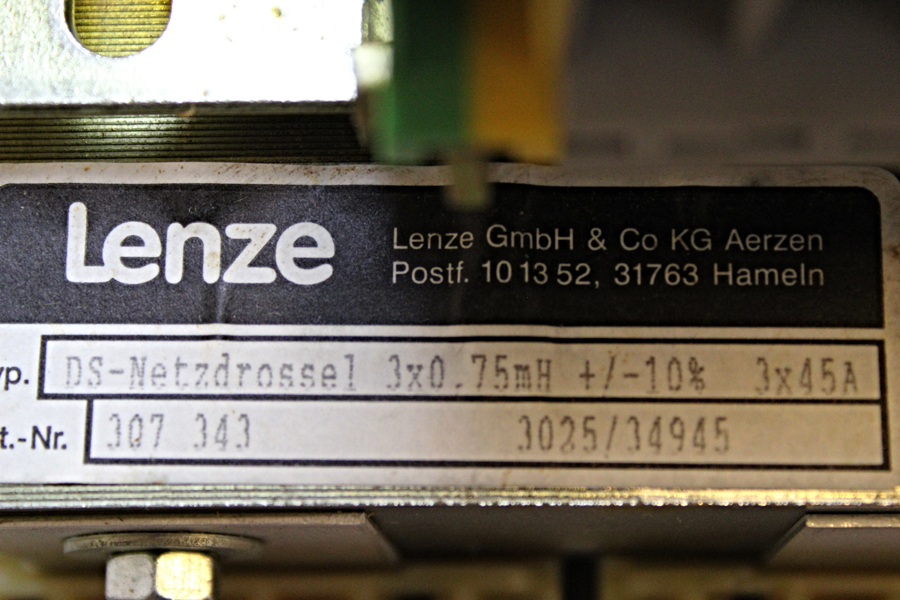 Lenze
Lenze GmbH & Co KG Aerzen
Postf. 10 13 52, 31763 Hameln
yp. DS-Netzdrossel 3x0.75mH +/-10% 3x45A
t.-Nr. 307 343 3025/34945